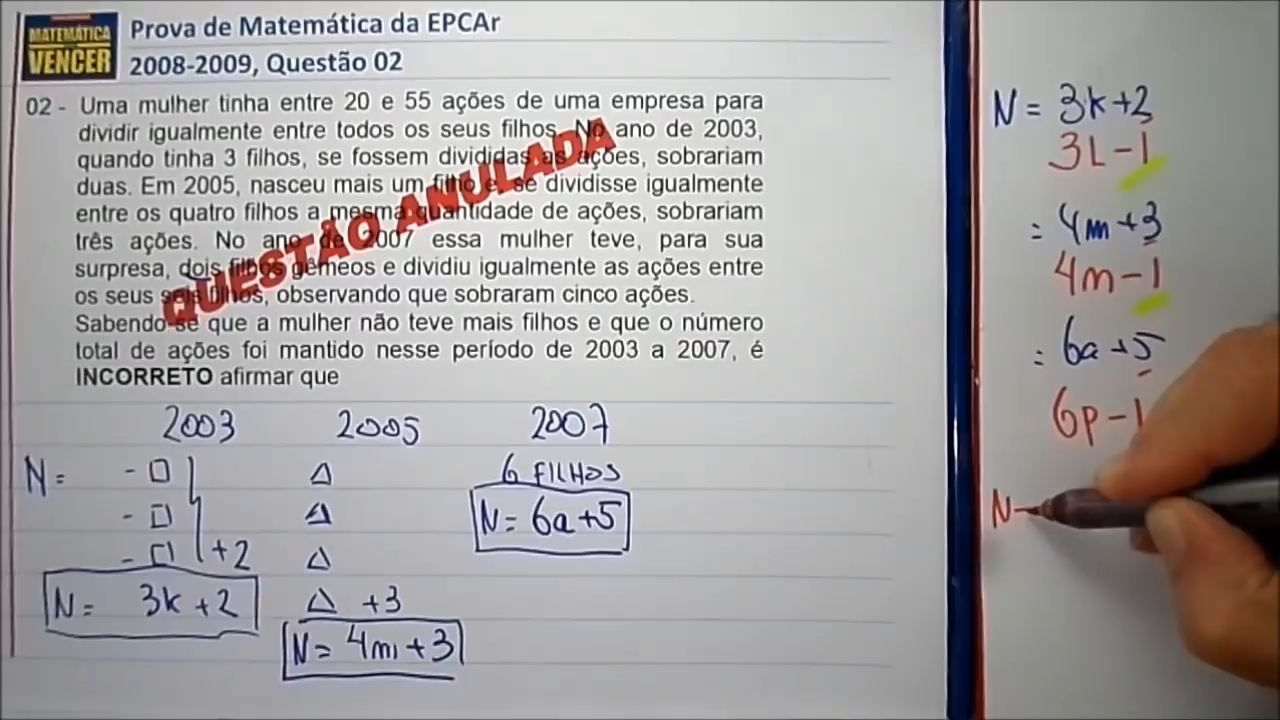 MATEMÁTICA
VENCER
Prova de Matemática da EPCAr
2008-2009, Questão 02
02 - Uma mulher tinha entre 20 e 55 ações de uma empresa para
dividir igualmente entre todos os seus filhos. No ano de 2003,
quando tinha 3 filhos, se fossem divididas as ações, sobrariam
duas. Em 2005, nasceu mais um filho e, se dividisse igualmente
entre os quatro filhos a mesma quantidade de ações, sobrariam
três ações. No ano de 2007 essa mulher teve, para sua
surpresa, dois filhos gêmeos e dividiu igualmente as ações entre
os seus seis filhos, observando que sobraram cinco ações.
Sabendo-se que a mulher não teve mais filhos e que o número
total de ações foi mantido nesse período de 2003 a 2007, é
INCORRETO afirmar que
QUESTÃO ANULADA
2003 2005 2007
N= 6 FILHOS
N= 6a+5
+2
N= 3k+2
+3
N= 4m+3
N= 3k+2
3L-1
= 4m+3
4m-1
= 6a+5
6p-1
N